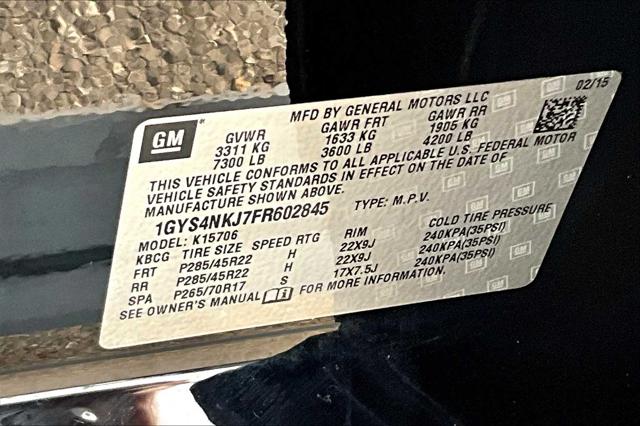 MFD BY GENERAL MOTORS LLC 02/15
GM GVWR GAWR FRT GAWR RR
3311 KG 1633 KG 1905 KG
7300 LB 3600 LB 4200 LB
THIS VEHICLE CONFORMS TO ALL APPLICABLE U.S. FEDERAL MOTOR
VEHICLE SAFETY STANDARDS IN EFFECT ON THE DATE OF
MANUFACTURE SHOWN ABOVE.
1GYS4NKJ7FR602845 TYPE: M.P.V.
MODEL: K15706
KBCG TIRE SIZE SPEED RTG RIM COLD TIRE PRESSURE
FRT P285/45R22 H 22X9J 240KPA(35PSI)
RR P285/45R22 H 22X9J 240KPA(35PSI)
SPA P265/70R17 S 17X7.5J 240KPA(35PSI)
SEE OWNER'S MANUAL FOR MORE INFORMATION.